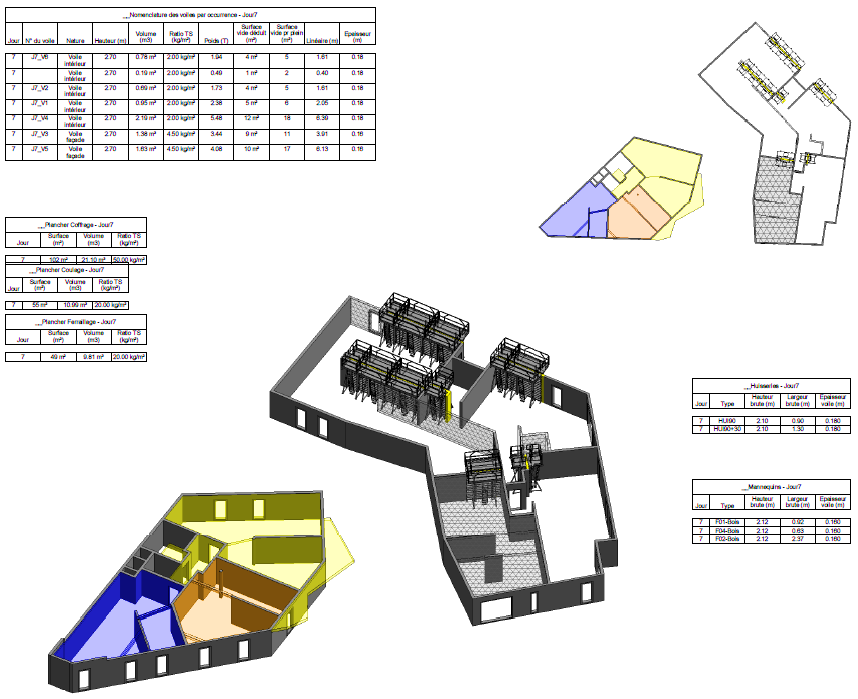 __Nomenclature des voiles par occurrence - Jour7
Jour N° du voile Nature Hauteur (m) Volume (m3) Ratio TS (kg/m²) Poids (T) Surface vide déduit (m²) Surface vide pr plein (m²) Linéaire (m) Epaisseur (m)
7 J7_V6 Voile intérieur 2.70 0.78 m³ 2.00 kg/m² 1.94 4 m² 5 1.61 0.18
7 Voile intérieur 2.70 0.19 m³ 2.00 kg/m² 0.49 1 m² 2 0.40 0.18
7 J7_V2 Voile intérieur 2.70 0.69 m³ 2.00 kg/m² 1.73 4 m² 5 1.61 0.18
7 J7_V1 Voile intérieur 2.70 0.95 m³ 2.00 kg/m² 2.38 5 m² 6 2.05 0.18
7 J7_V4 Voile intérieur 2.70 2.19 m³ 2.00 kg/m² 5.48 12 m² 18 6.39 0.18
7 J7_V3 Voile façade 2.70 1.38 m³ 4.50 kg/m² 3.44 9 m² 11 3.91 0.16
7 J7_V5 Voile façade 2.70 1.63 m³ 4.50 kg/m² 4.08 10 m² 17 6.13 0.16
__Plancher Coffrage - Jour7
Jour Surface (m²) Volume (m3) Ratio TS (kg/m²)
7 102 m² 21.10 m³ 50.00 kg/m²
__Plancher Coulage - Jour7
Jour Surface (m²) Volume (m3) Ratio TS (kg/m²)
7 55 m² 10.99 m³ 20.00 kg/m²
__Plancher Ferraillage - Jour7
Jour Surface (m²) Volume (m3) Ratio TS (kg/m²)
7 49 m² 9.81 m³ 20.00 kg/m²
__Huisseries - Jour7
Jour Type Hauteur brute (m) Largeur brute (m) Epaisseur voile (m)
7 HUI90 2.10 0.90 0.180
7 HUI90+30 2.10 1.30 0.180
__Mannequins - Jour7
Jour Type Hauteur brute (m) Largeur brute (m) Epaisseur voile (m)
7 F01-Bois 2.12 0.92 0.160
7 F04-Bois 2.12 0.63 0.160
7 F02-Bois 2.12 2.37 0.160